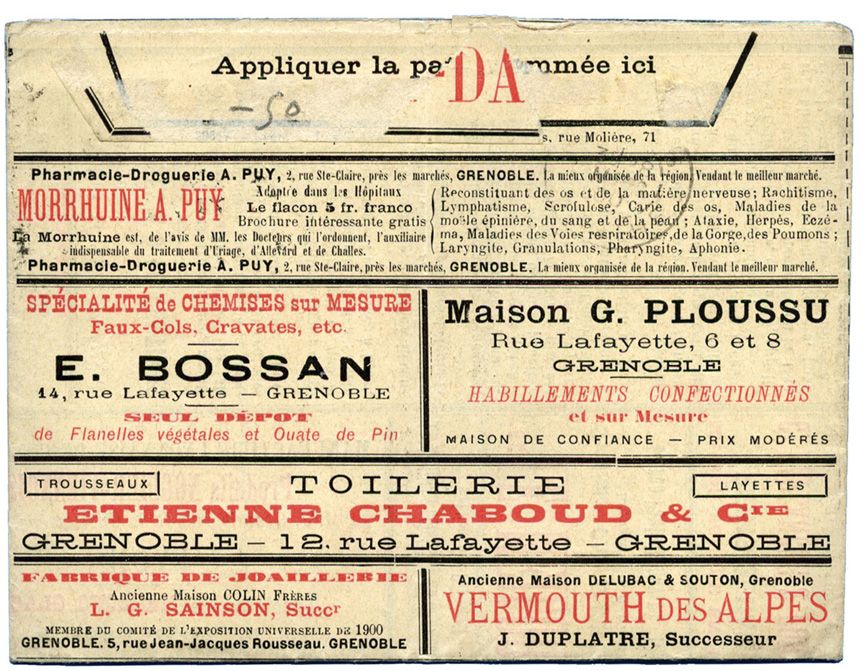 Appliquer la pa mmée ici
DA
-50
s, rue Molière, 71
Pharmacie-Droguerie A. PUY, 2, rue Ste-Claire, près les marchés, GRENOBLE. La mieux organisée de la région. Vendant le meilleur marché.
MORRHUINE A. PUY
Adoptée dans les Hôpitaux
Le flacon 5 fr. franco
Brochure intéressante gratis
La Morrhuine est, de l'avis de MM. les Docteurs qui l'ordonnent, l'auxiliaire
indispensable du traitement d'Uriage, d'Allevard et de Challes.
Reconstituant des os et de la matière nerveuse; Rachitisme,
Lymphatisme, Scrofulose, Carie des os, Maladies de la
moëlle épinière, du sang et de la peau; Ataxie, Herpès, Eczé-
ma, Maladies des Voies respiratoires, de la Gorge, des Poumons;
Laryngite, Granulations, Pharyngite, Aphonie.
Pharmacie-Droguerie A. PUY, 2, rue Ste-Claire, près les marchés, GRENOBLE. La mieux organisée de la région. Vendant le meilleur marché.
SPÉCIALITÉ de CHEMISES sur MESURE
Faux-Cols, Cravates, etc.
E. BOSSAN
14, rue Lafayette — GRENOBLE
SEUL DÉPOT
de Flanelles végétales et Ouate de Pin
Maison G. PLOUSSU
Rue Lafayette, 6 et 8
GRENOBLE
HABILLEMENTS CONFECTIONNÉS
et sur Mesure
MAISON DE CONFIANCE — PRIX MODÉRÉS
TROUSSEAUX
TOILERIE
LAYETTES
ETIENNE CHABOUD & CIE
GRENOBLE — 12, rue Lafayette — GRENOBLE
FABRIQUE DE JOAILLERIE
Ancienne Maison COLIN FRÈRES
L. G. SAINSON, Succr
MEMBRE DU COMITÉ DE L'EXPOSITION UNIVERSELLE DE 1900
GRENOBLE. 5, rue Jean-Jacques Rousseau. GRENOBLE
Ancienne Maison DELUBAC & SOUTON, Grenoble
VERMOUTH DES ALPES
J. DUPLATRE, Successeur